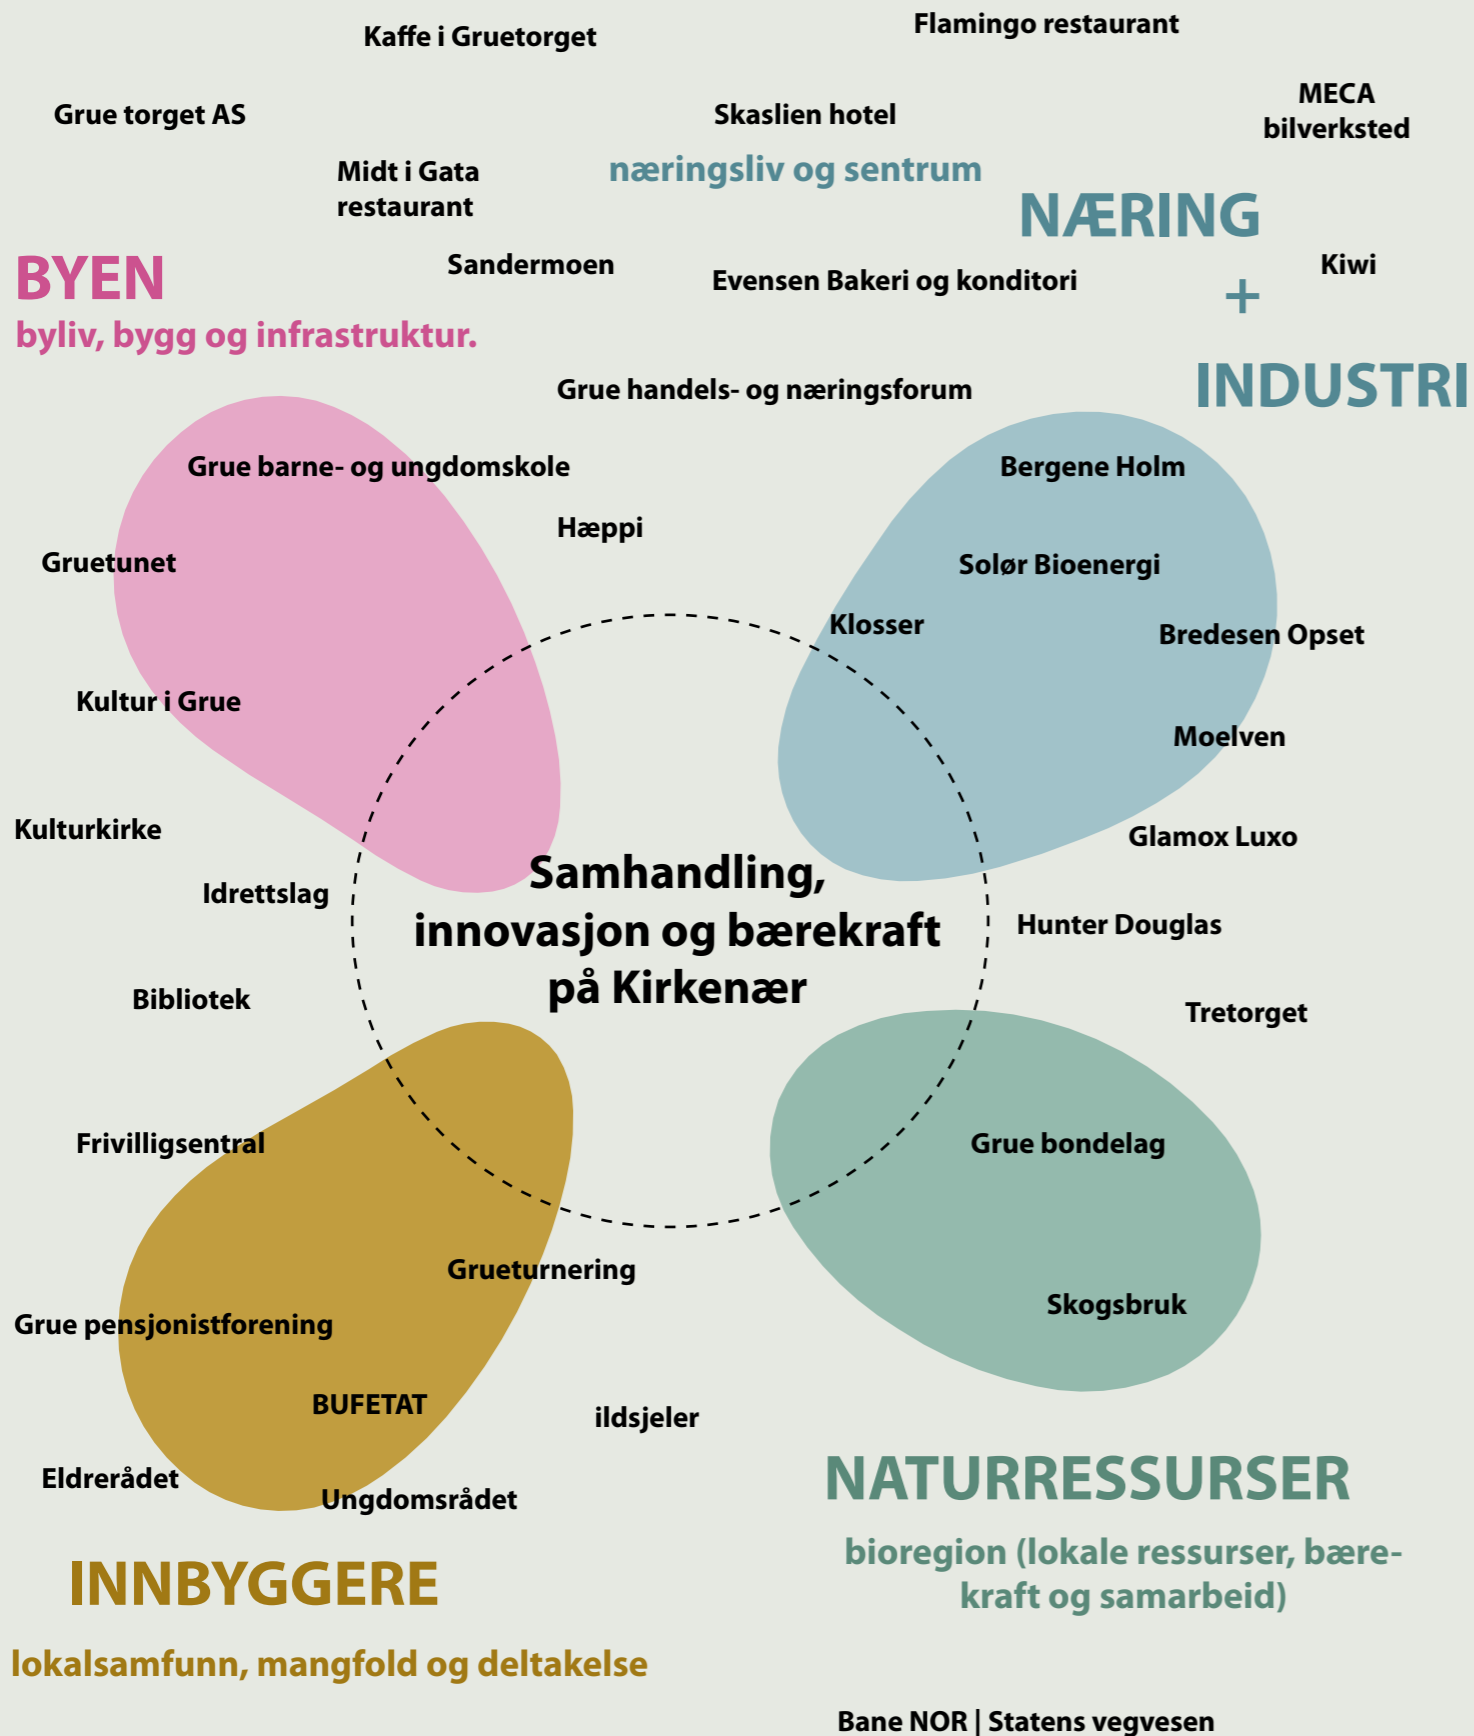 Kaffe i Gruetorget
Flamingo restaurant
Grue torget AS
Skaslien hotel
MECA
bilverksted
Midt i Gata
restaurant
næringsliv og sentrum
NÆRING
+
INDUSTRI
BYEN
byliv, bygg og infrastruktur.
Sandermoen
Evensen Bakeri og konditori
Kiwi
Grue handels- og næringsforum
Grue barne- og ungdomskole
Bergene Holm
Hæppi
Gruetunet
Solør Bioenergi
Klosser
Bredesen Opset
Kultur i Grue
Moelven
Kulturkirke
Glamox Luxo
Idrettslag
Samhandling,
innovasjon og bærekraft
på Kirkenær
Hunter Douglas
Bibliotek
Tretorget
Frivilligsentral
Grue bondelag
Grueturnering
Skogsbruk
Grue pensjonistforening
BUFETAT
ildsjeler
Eldrerådet
Ungdomsrådet
NATURRESSURSER
bioregion (lokale ressurser, bære-
kraft og samarbeid)
INNBYGGERE
lokalsamfunn, mangfold og deltakelse
Bane NOR | Statens vegvesen